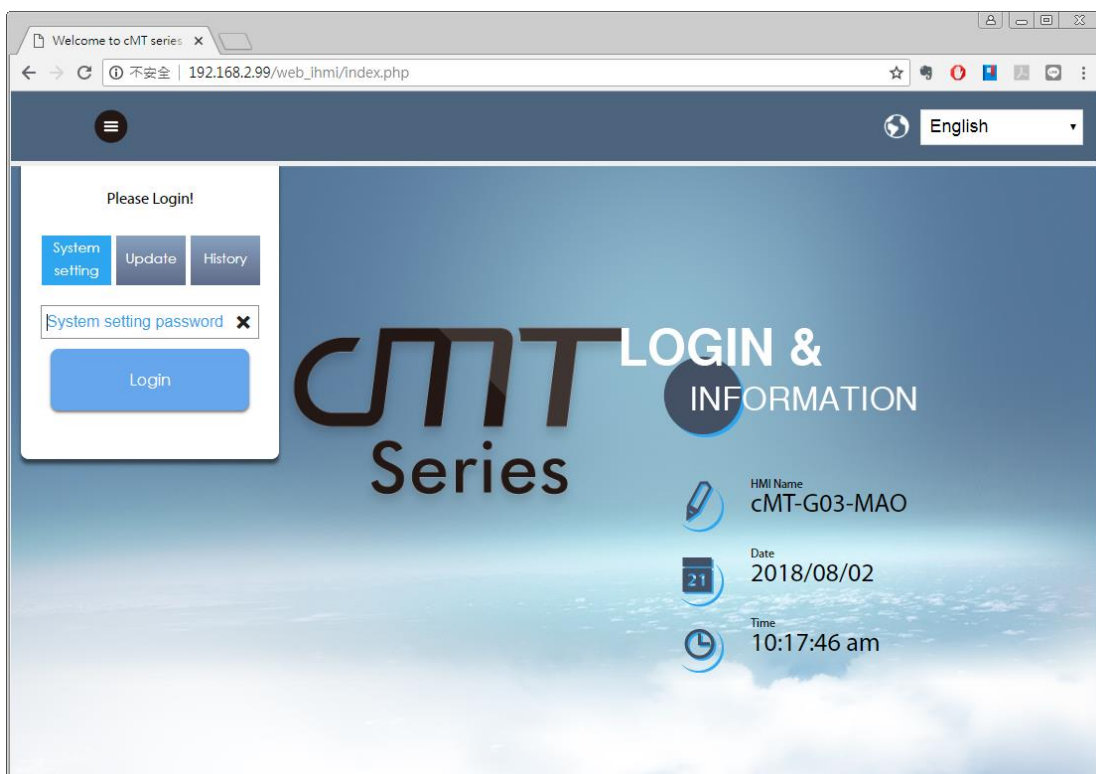 Welcome to cMT series
不安全 | 192.168.2.99/web_ihmi/index.php
English
Please Login!
System setting
Update
History
System setting password
Login
cMT
Series
LOGIN &
INFORMATION
HMI Name
cMT-G03-MAO
21
Date
2018/08/02
Time
10:17:46 am